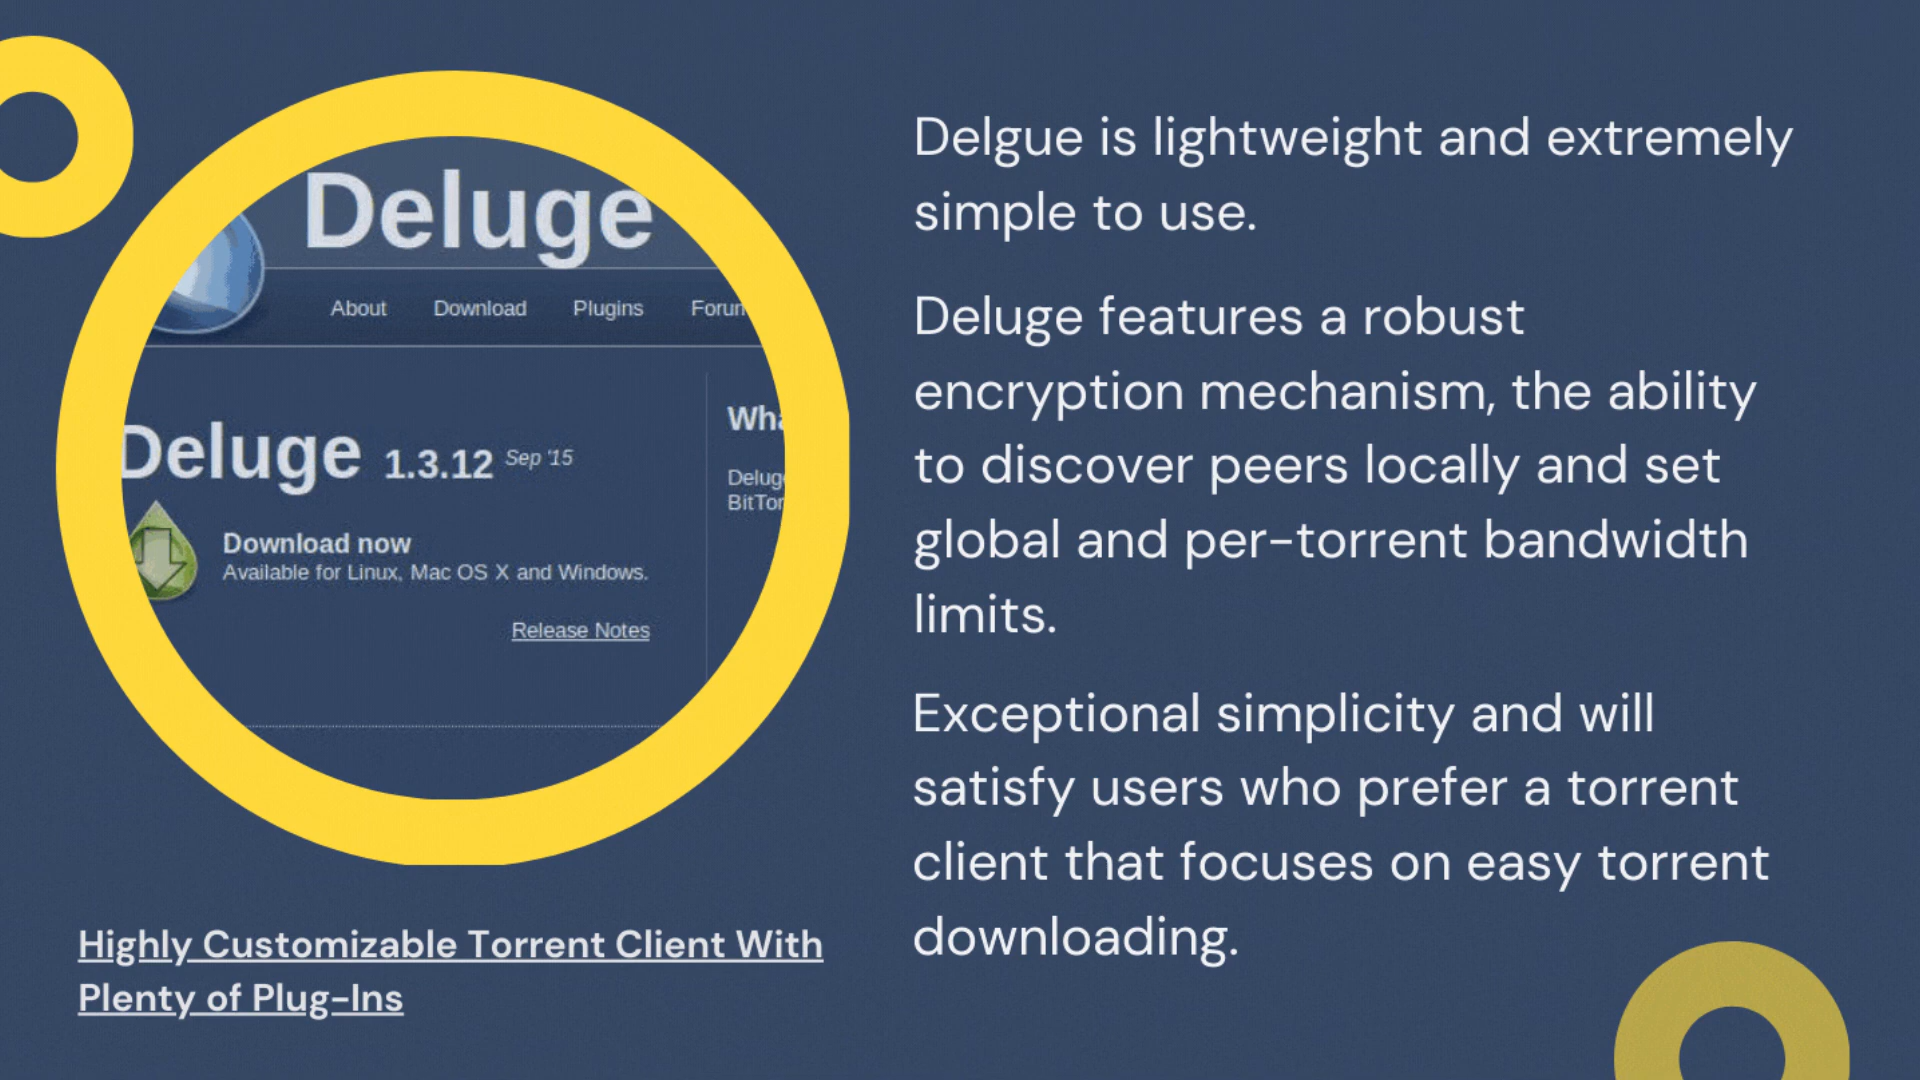 Deluge
About Download Plugins
Deluge 1.3.12 Sep '15
Download now
Available for Linux, Mac OS X and Windows.
Release Notes
Highly Customizable Torrent Client With
Plenty of Plug-Ins
Delgue is lightweight and extremely
simple to use.
Deluge features a robust
encryption mechanism, the ability
to discover peers locally and set
global and per-torrent bandwidth
limits.
Exceptional simplicity and will
satisfy users who prefer a torrent
client that focuses on easy torrent
downloading.